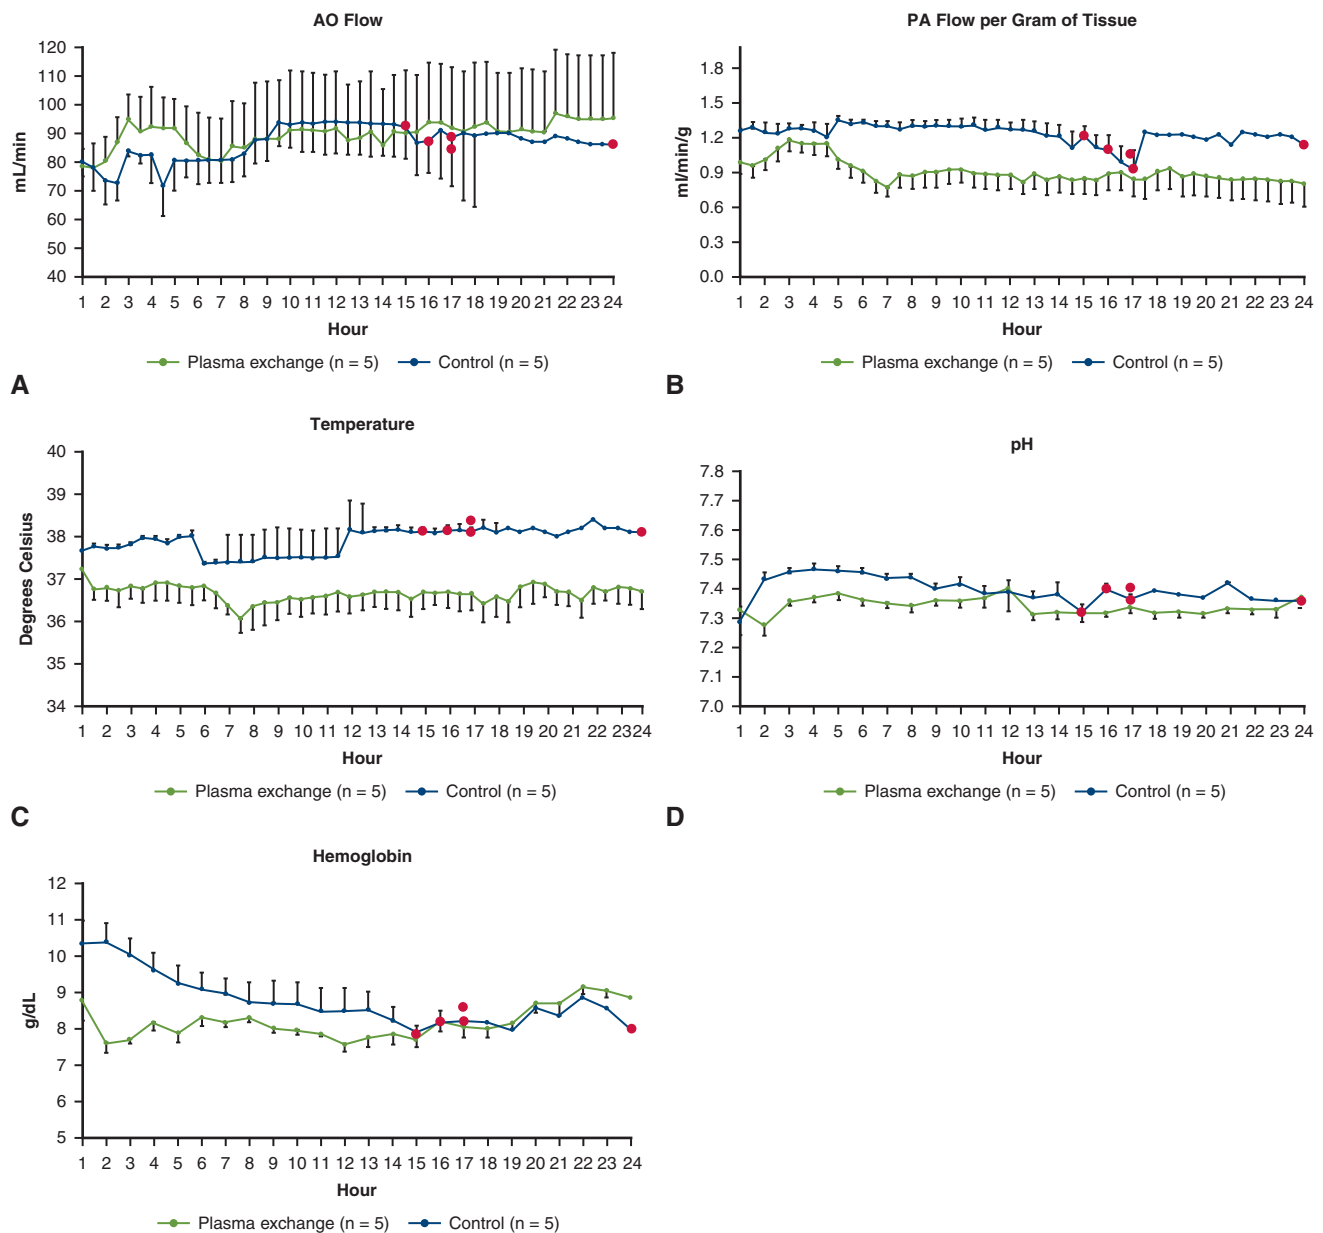 AO Flow
120
110
100
90
80
70
60
50
40
mL/min
1 2 3 4 5 6 7 8 9 10 11 12 13 14 15 16 17 18 19 20 21 22 23 24
Hour
Plasma exchange (n = 5) Control (n = 5)
A
PA Flow per Gram of Tissue
1.8
1.5
1.2
0.9
0.6
0.3
0.0
ml/min/g
1 2 3 4 5 6 7 8 9 10 11 12 13 14 15 16 17 18 19 20 21 22 23 24
Hour
Plasma exchange (n = 5) Control (n = 5)
B
Temperature
40
39
38
37
36
35
34
Degrees Celsius
1 2 3 4 5 6 7 8 9 10 11 12 13 14 15 16 17 18 19 20 21 22 23 24
Hour
Plasma exchange (n = 5) Control (n = 5)
C
pH
7.8
7.7
7.6
7.5
7.4
7.3
7.2
7.1
7.0
1 2 3 4 5 6 7 8 9 10 11 12 13 14 15 16 17 18 19 20 21 22 23 24
Hour
Plasma exchange (n = 5) Control (n = 5)
D
Hemoglobin
12
11
10
9
8
7
6
5
g/dL
1 2 3 4 5 6 7 8 9 10 11 12 13 14 15 16 17 18 19 20 21 22 23 24
Hour
Plasma exchange (n = 5) Control (n = 5)